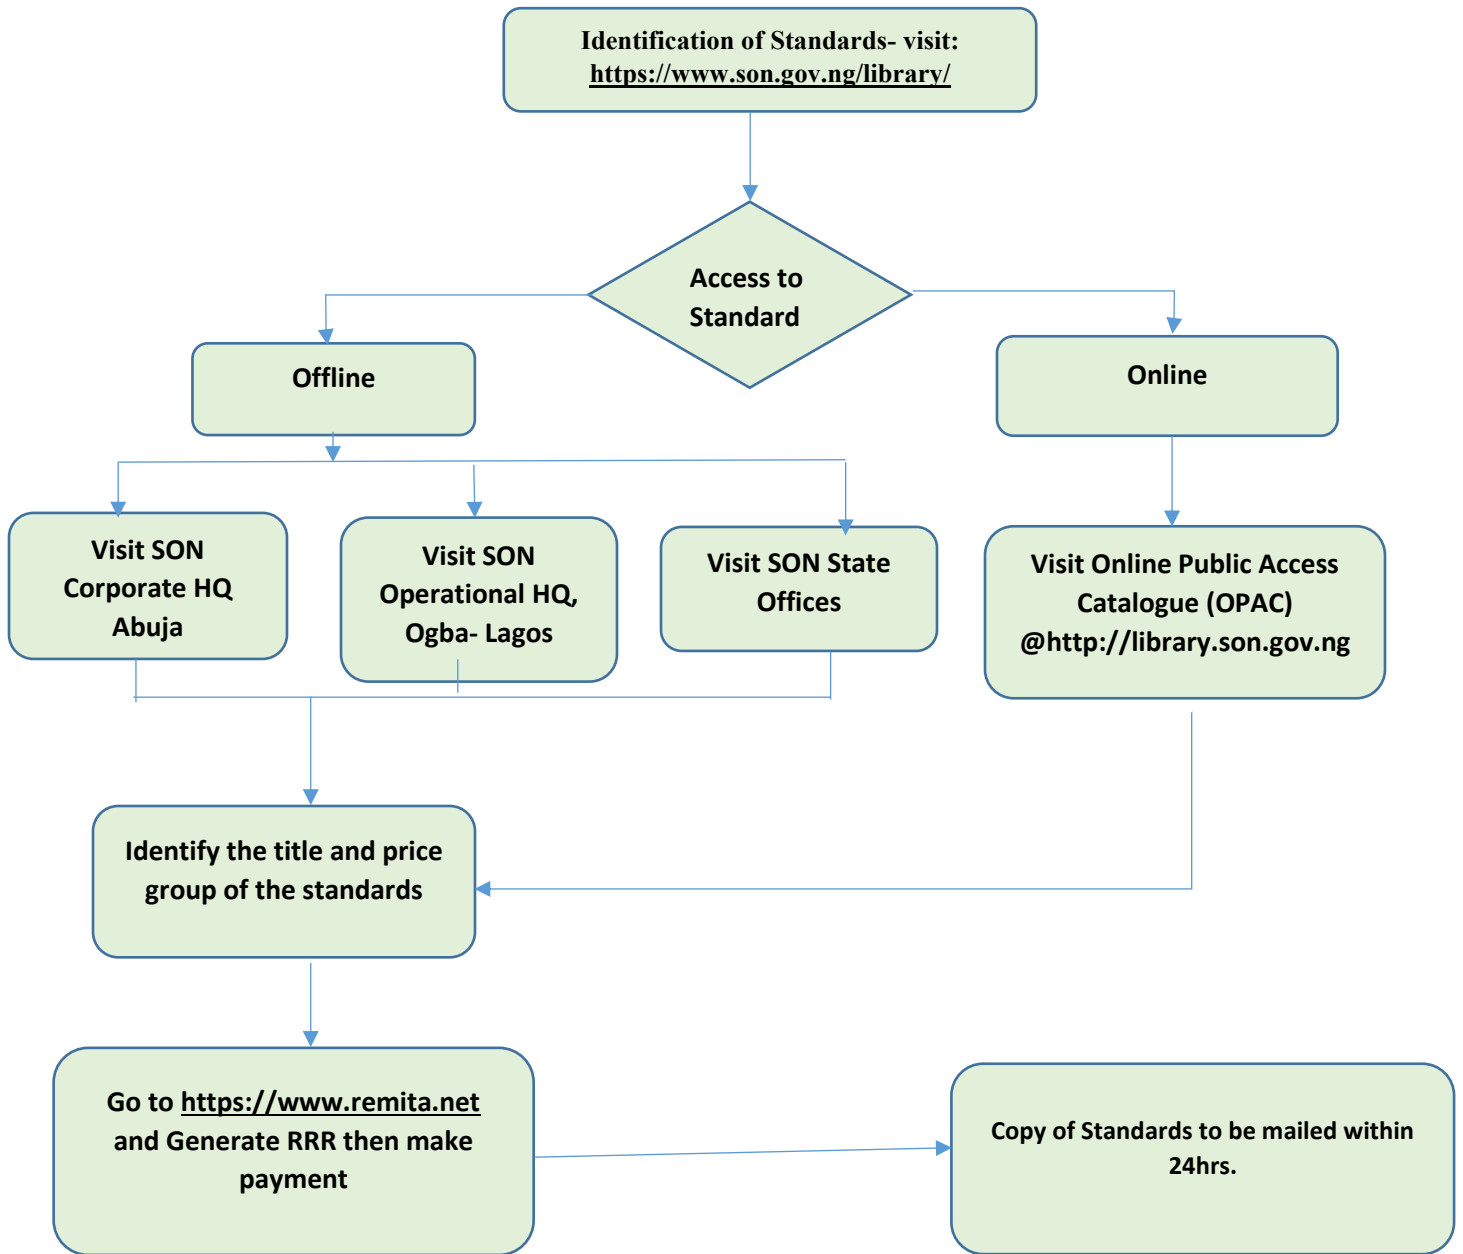 Identification of Standards- visit:
https://www.son.gov.ng/library/
Access to
Standard
Offline
Online
Visit SON
Corporate HQ
Abuja
Visit SON
Operational HQ,
Ogba- Lagos
Visit SON State
Offices
Visit Online Public Access
Catalogue (OPAC)
@http://library.son.gov.ng
Identify the title and price
group of the standards
Go to https://www.remita.net
and Generate RRR then make
payment
Copy of Standards to be mailed within
24hrs.